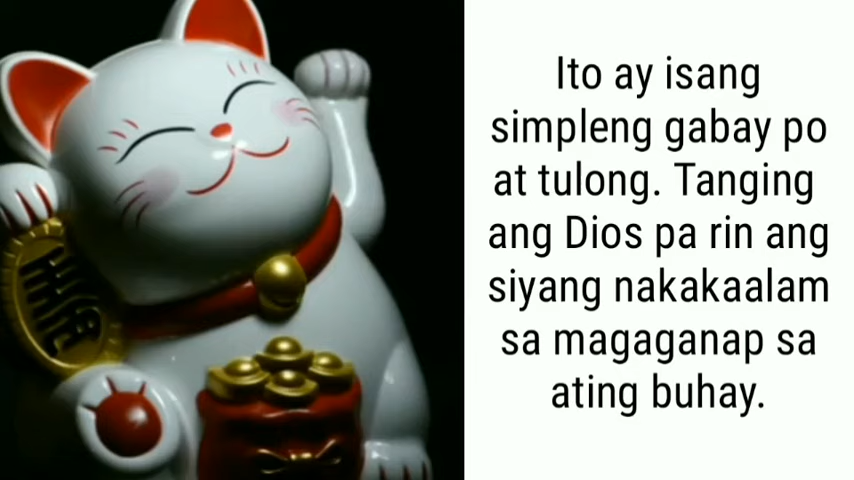 Ito ay isang
simpleng gabay po
at tulong. Tanging
ang Dios pa rin ang
siyang nakakaalam
sa magaganap sa
ating buhay.